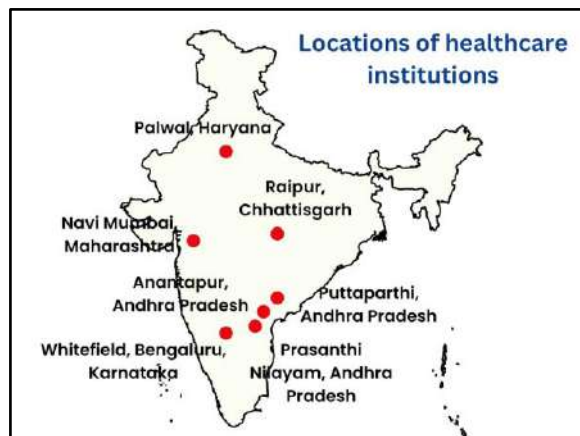 Locations of healthcare
institutions
Palwal, Haryana
Raipur,
Chhattisgarh
Navi Mumbai,
Maharashtra
Anantapur,
Andhra Pradesh
Puttaparthi,
Andhra Pradesh
Whitefield, Bengaluru,
Karnataka
Prasanthi
Nilayam, Andhra
Pradesh